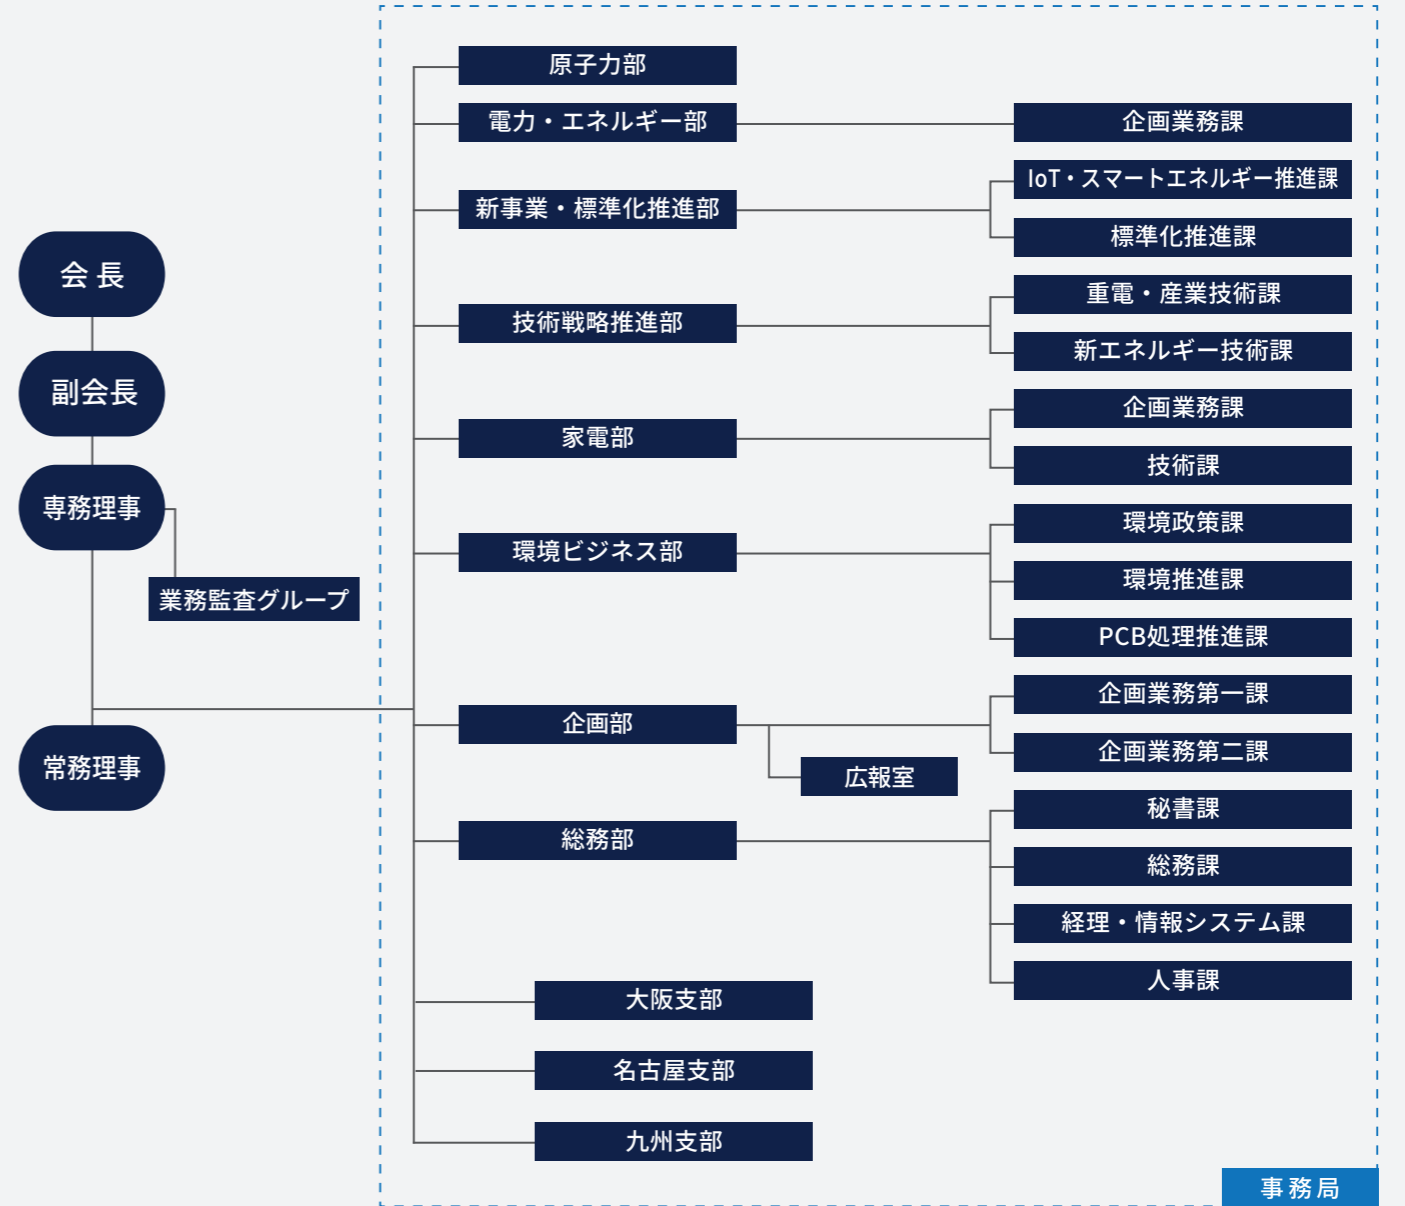 会長
副会長
専務理事
業務監査グループ
常務理事
原子力部
電力・エネルギー部
企画業務課
新事業・標準化推進部
IoT・スマートエネルギー推進課
標準化推進課
技術戦略推進部
重電・産業技術課
新エネルギー技術課
家電部
企画業務課
技術課
環境ビジネス部
環境政策課
環境推進課
PCB処理推進課
企画部
広報室
企画業務第一課
企画業務第二課
総務部
秘書課
総務課
経理・情報システム課
人事課
大阪支部
名古屋支部
九州支部
事務局